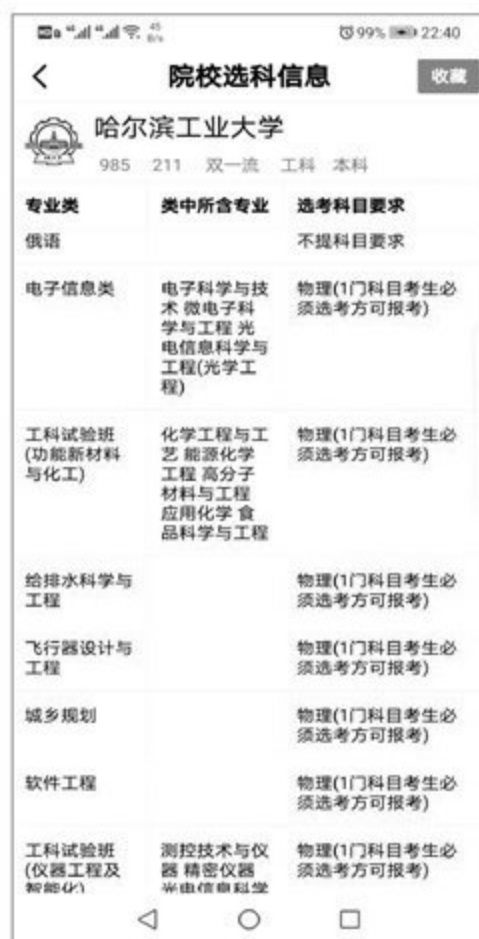 99% 22:40
院校选科信息
收藏
哈尔滨工业大学
985 211 双一流 工科 本科
专业类 类中所含专业 选考科目要求
俄语 不提科目要求
电子信息类 电子科学与技 物理(1门科目考生必
术 微电子科 须选考方可报考)
学与工程 光
电信息科学与
工程(光学工
程)
工科试验班 化学工程与工 物理(1门科目考生必
(功能新材料 艺 能源化学 须选考方可报考)
与化工) 工程 高分子
材料与工程
应用化学 食
品科学与工程
给排水科学与 物理(1门科目考生必
工程 须选考方可报考)
飞行器设计与 物理(1门科目考生必
工程 须选考方可报考)
城乡规划 物理(1门科目考生必
须选考方可报考)
软件工程 物理(1门科目考生必
须选考方可报考)
工科试验班 测控技术与仪 物理(1门科目考生必
(仪器工程及 器 精密仪器 须选考方可报考)
智能化) 光电信息科学